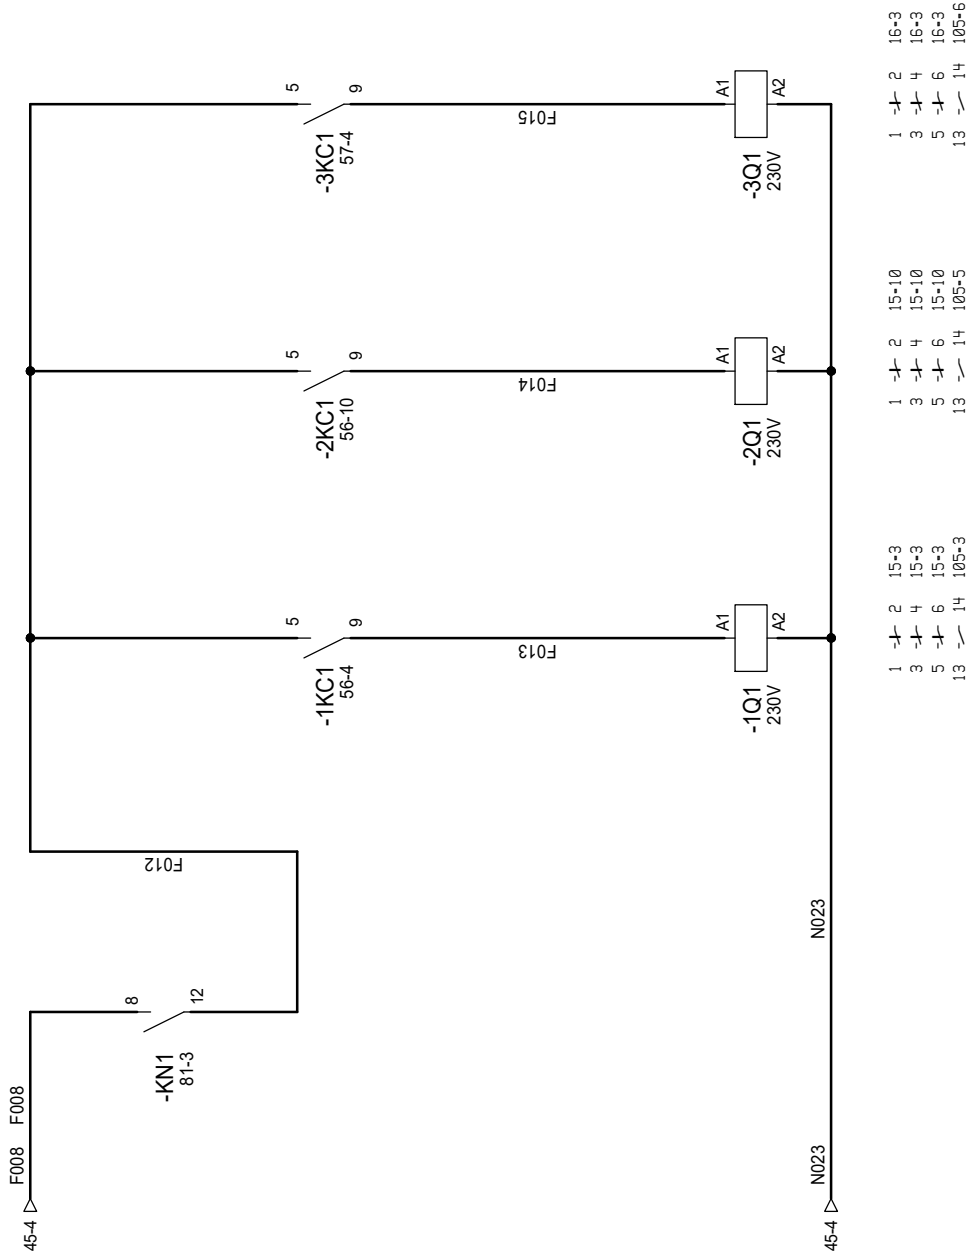 45-4
F008
F008
-KN1
81-3
8
12
F012
-1KC1
56-4
5
9
F013
-1Q1
230V
A1
A2
-2KC1
56-10
5
9
F014
-2Q1
230V
A1
A2
-3KC1
57-4
5
9
F015
-3Q1
230V
A1
A2
45-4
N023
N023
1 2 15-3
3 4 15-3
5 6 15-3
13 14 105-3
1 2 15-10
3 4 15-10
5 6 15-10
13 14 105-5
1 2 16-3
3 4 16-3
5 6 16-3
13 14 105-6